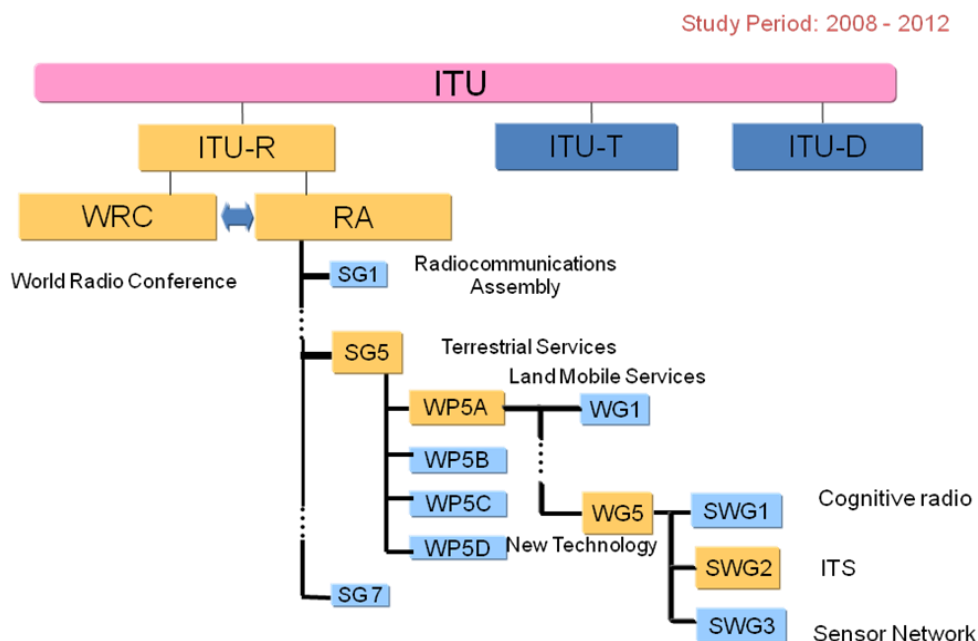 Study Period: 2008 - 2012
ITU
ITU-R
ITU-T
ITU-D
WRC
RA
World Radio Conference
SG1
Radiocommunications
Assembly
SG5
Terrestrial Services
Land Mobile Services
WP5A
WG1
WP5B
WP5C
WP5D
WG5
New Technology
SWG1
Cognitive radio
SWG2
ITS
SG7
SWG3
Sensor Network